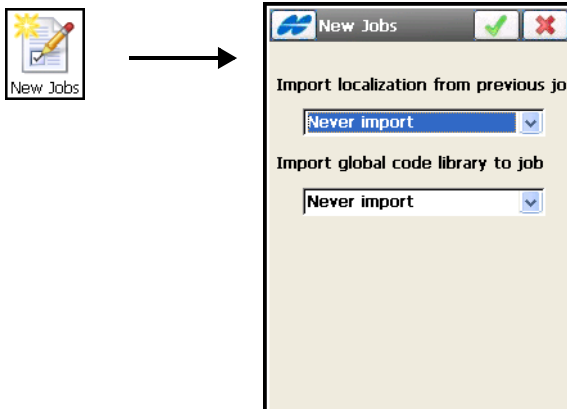 New Jobs
New Jobs
Import localization from previous jo
Never import
Import global code library to job
Never import